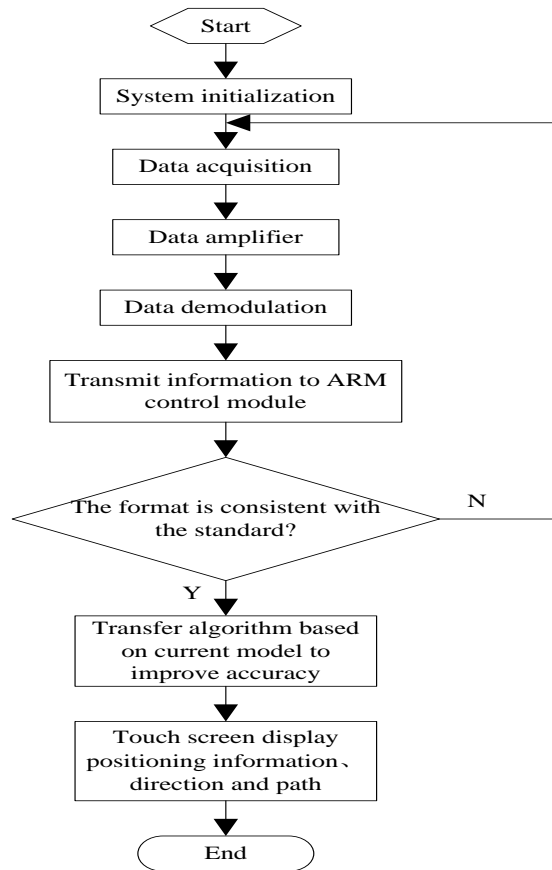 Start
System initialization
Data acquisition
Data amplifier
Data demodulation
Transmit information to ARM
control module
The format is consistent with
the standard?
N
Y
Transfer algorithm based
on current model to
improve accuracy
Touch screen display
positioning information、
direction and path
End